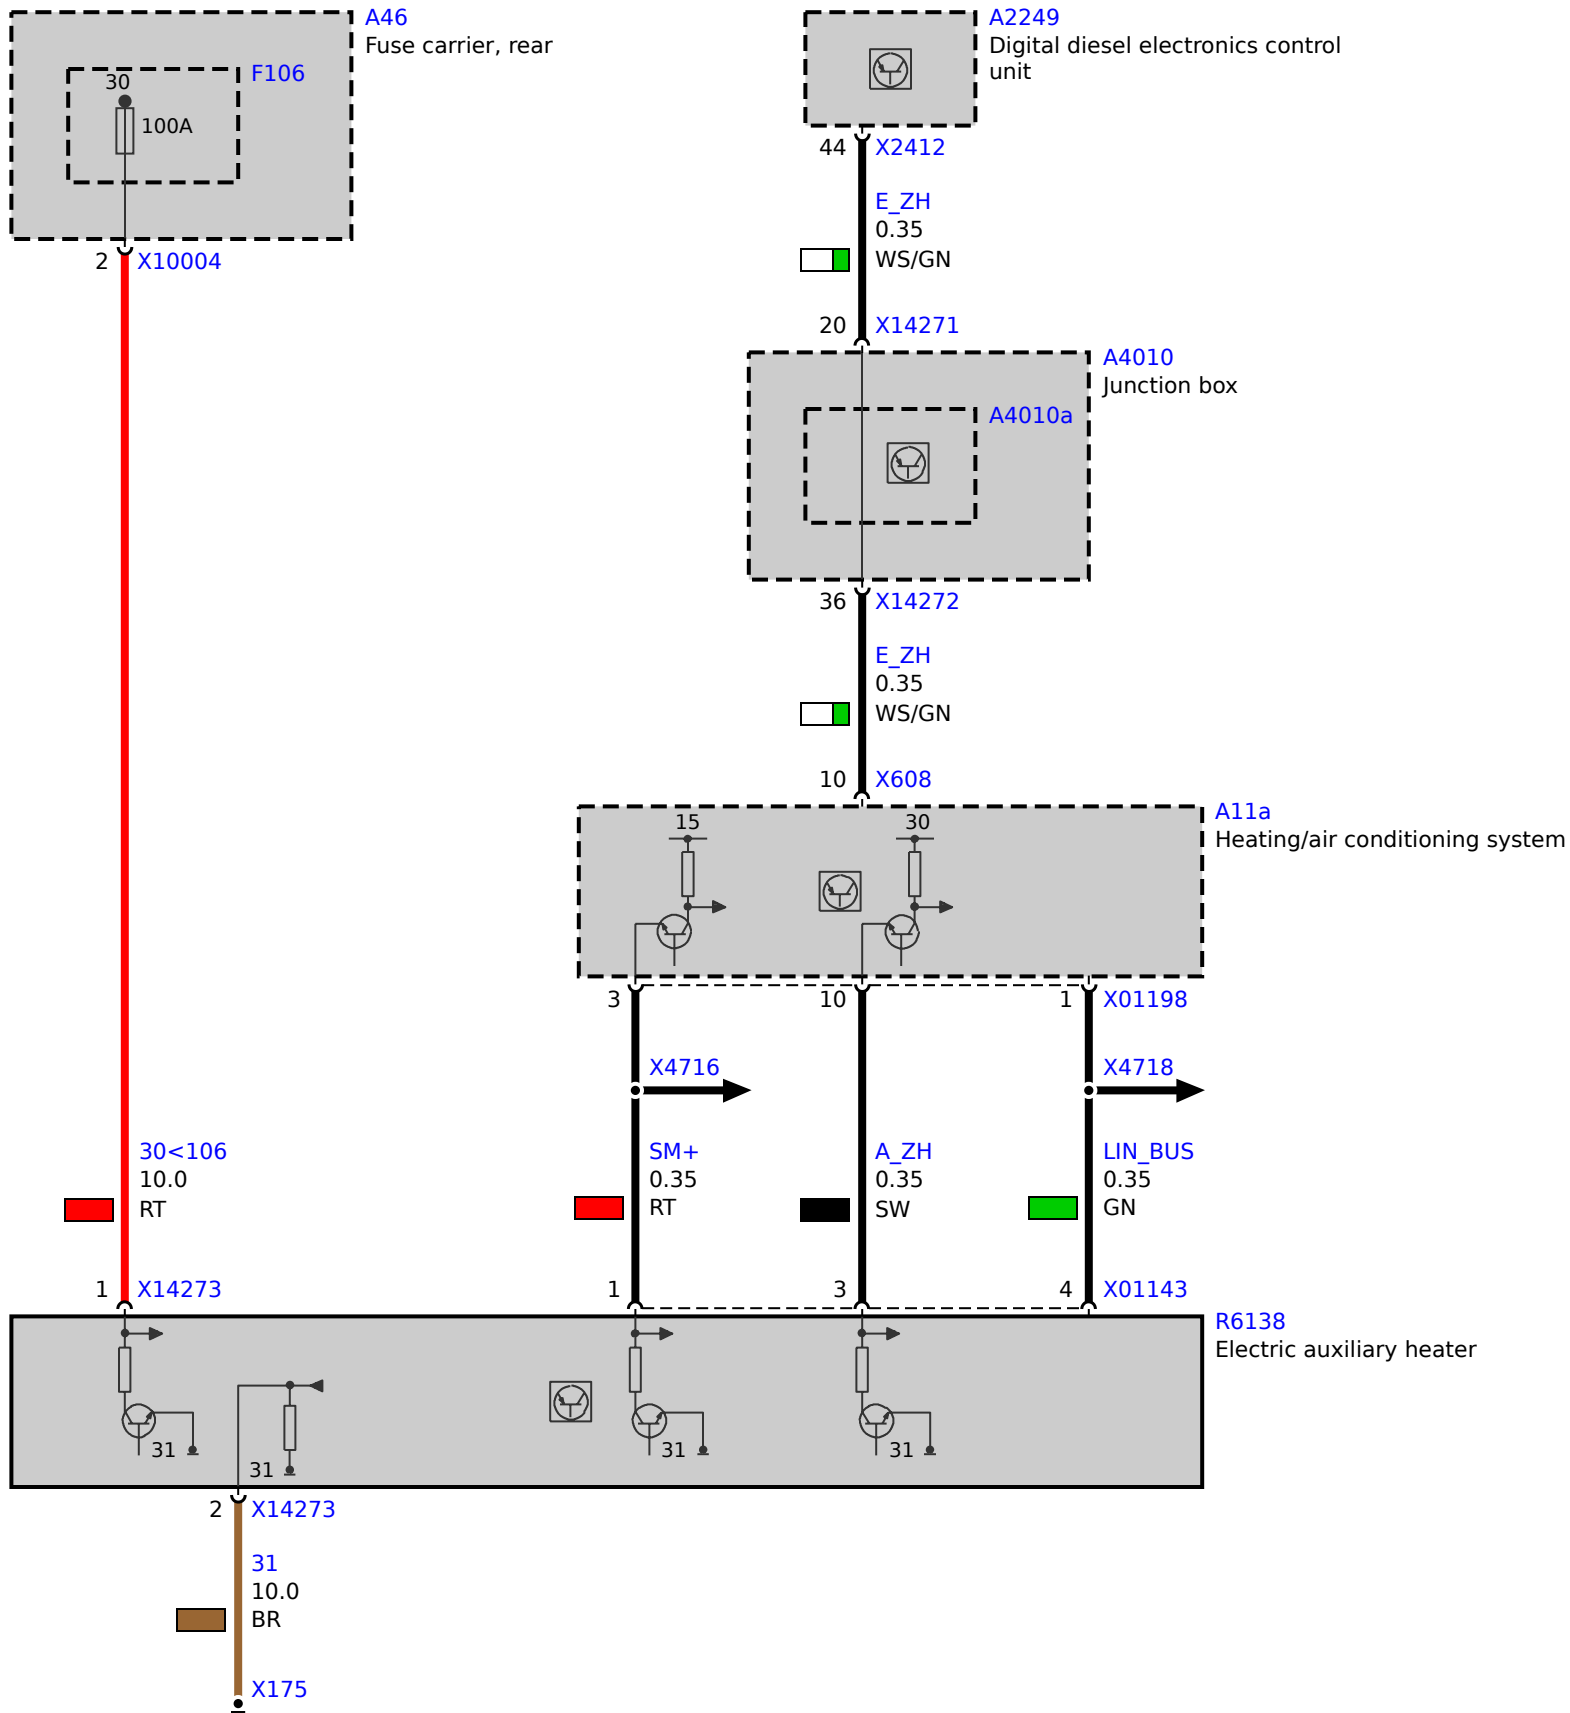 A46
Fuse carrier, rear
F106
30
100A
2 X10004
A2249
Digital diesel electronics control
unit
44 X2412
E_ZH
0.35
WS/GN
20 X14271
A4010
Junction box
A4010a
36 X14272
E_ZH
0.35
WS/GN
10 X608
A11a
Heating/air conditioning system
15 30
3 10 1 X01198
X4716 X4718
30<106 SM+ A_ZH LIN_BUS
10.0 0.35 0.35 0.35
RT RT SW GN
1 X14273 1 3 4 X01143
R6138
Electric auxiliary heater
31 31 31
31
2 X14273
31
10.0
BR
X175